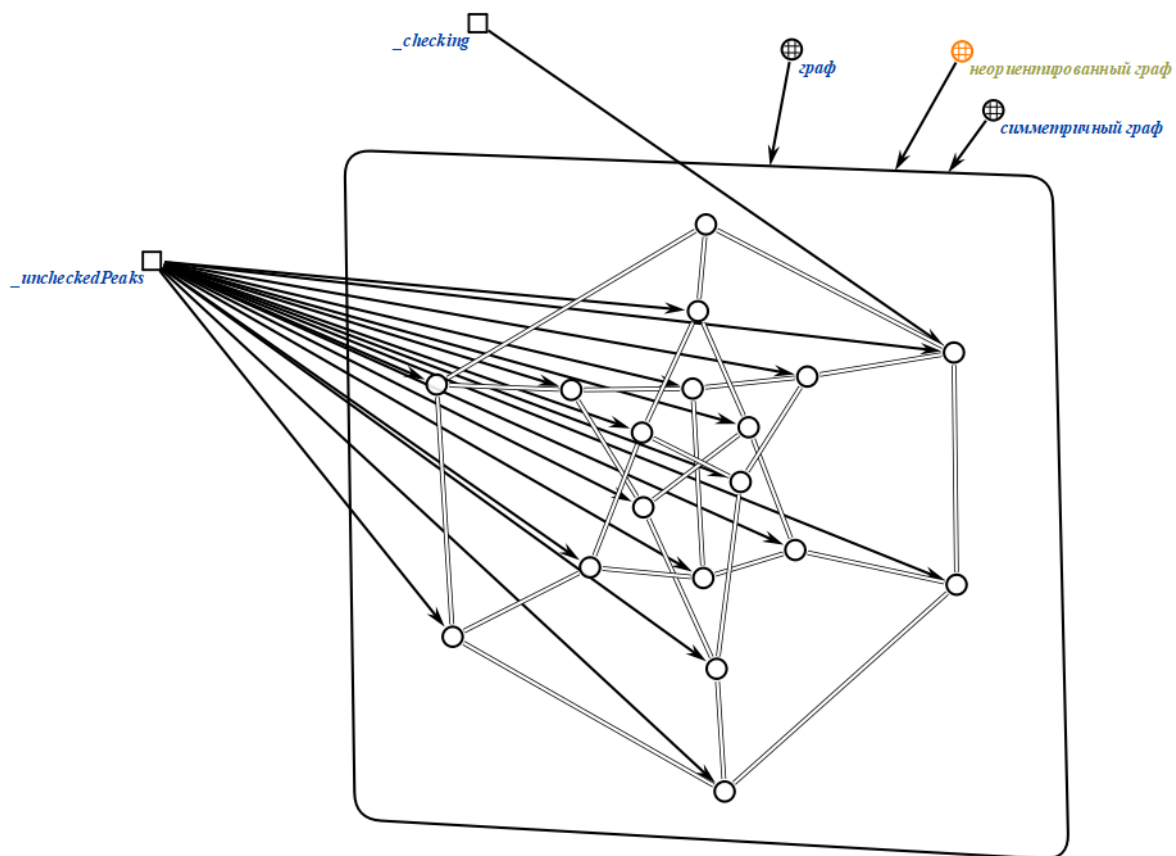 _checking
граф
неориентированный граф
симметричный граф
_uncheckedPeaks